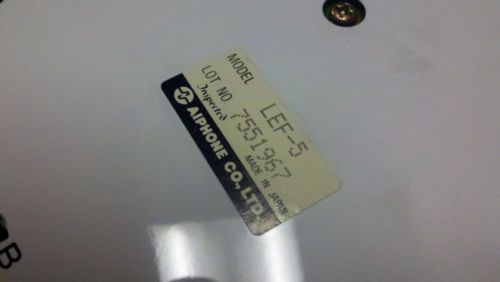 MODEL LEF-5
LOT NO 7551967
Inspected MADE IN JAPAN
AIPHONE CO., LTD.
B